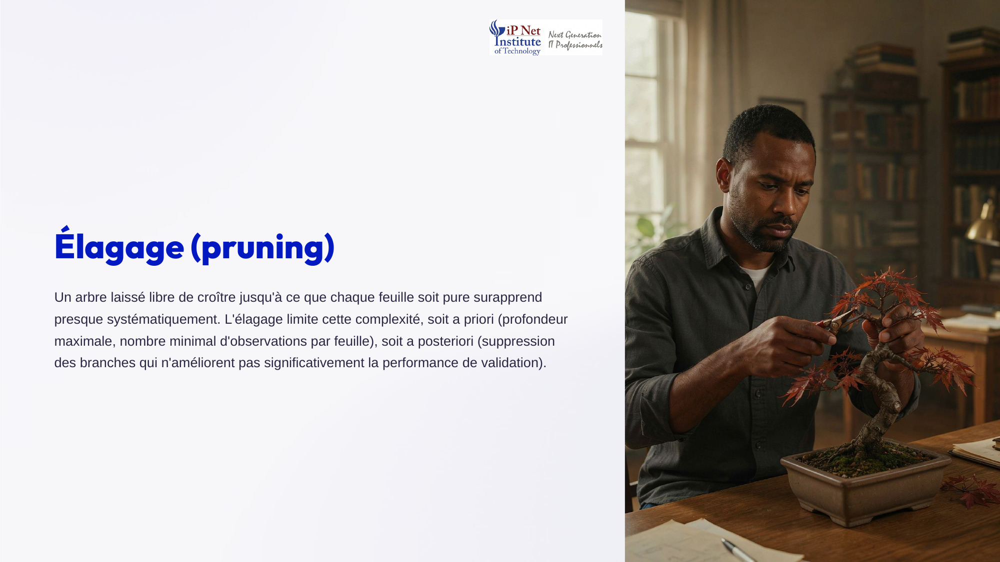 iP Net
Institute
of Technology
Next Generation
IT Professionnels
Élagage (pruning)
Un arbre laissé libre de croître jusqu'à ce que chaque feuille soit pure surapprend
presque systématiquement. L'élagage limite cette complexité, soit a priori (profondeur
maximale, nombre minimal d'observations par feuille), soit a posteriori (suppression
des branches qui n'améliorent pas significativement la performance de validation).